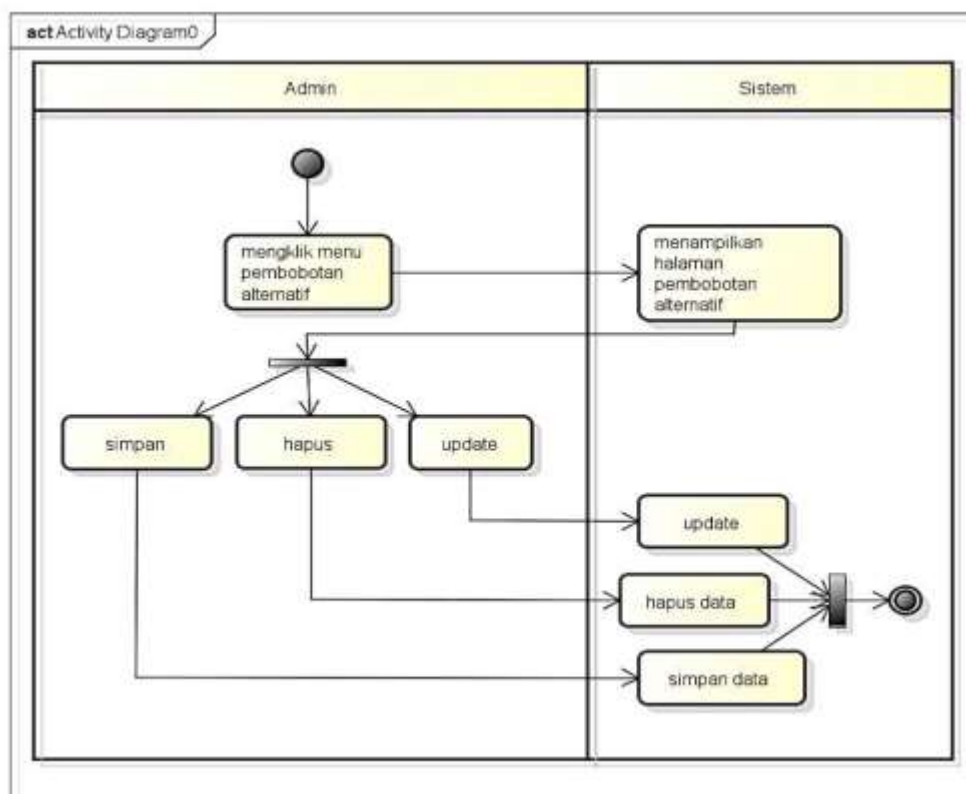 act Activity Diagram0
Admin
Sistem
mengklik menu
pembobotan
alternatif
menampilkan
halaman
pembobotan
alternatif
simpan
hapus
update
update
hapus data
simpan data